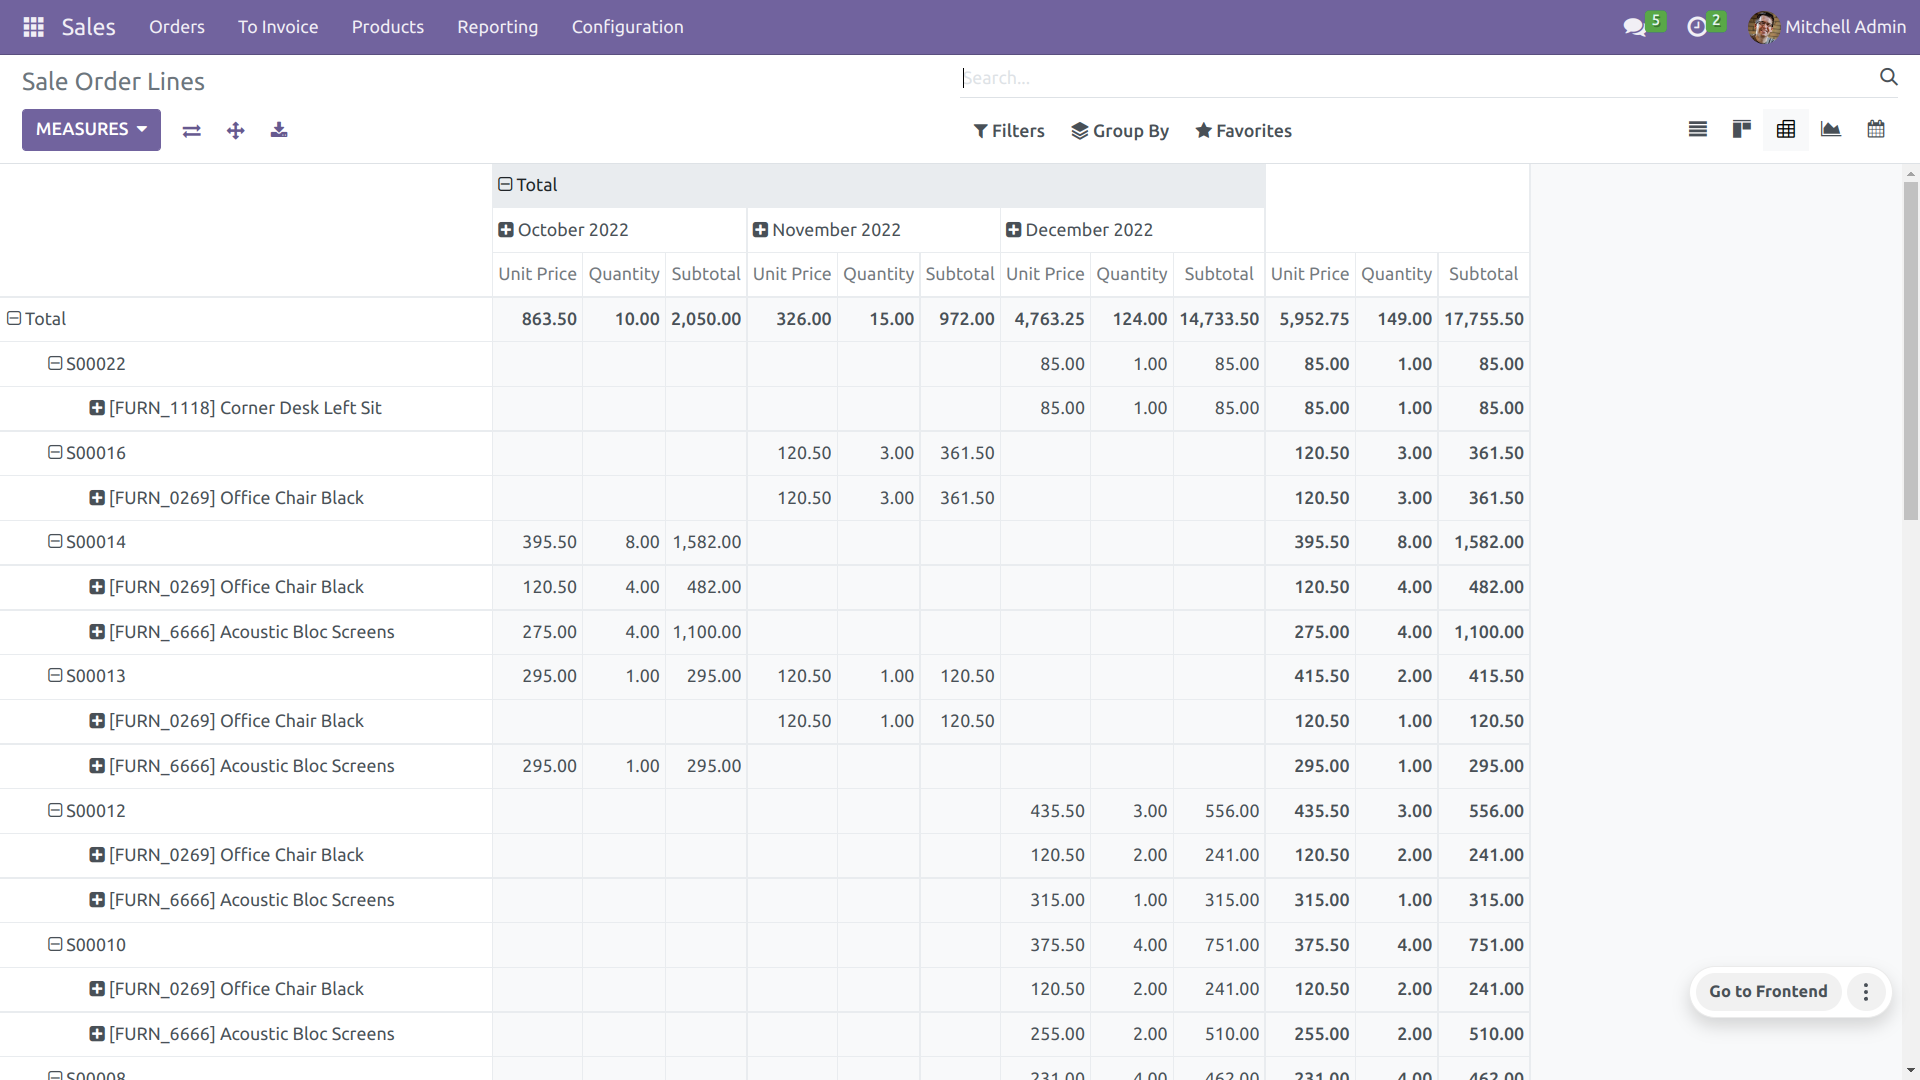 Sales Orders To Invoice Products Reporting Configuration 5 2 Mitchell Admin
Sale Order Lines
Search...
MEASURES Filters Group By Favorites
Total
October 2022 November 2022 December 2022
Unit Price Quantity Subtotal Unit Price Quantity Subtotal Unit Price Quantity Subtotal Unit Price Quantity Subtotal
Total 863.50 10.00 2,050.00 326.00 15.00 972.00 4,763.25 124.00 14,733.50 5,952.75 149.00 17,755.50
S00022 85.00 1.00 85.00 85.00 1.00 85.00
[FURN_1118] Corner Desk Left Sit 85.00 1.00 85.00 85.00 1.00 85.00
S00016 120.50 3.00 361.50 120.50 3.00 361.50
[FURN_0269] Office Chair Black 120.50 3.00 361.50 120.50 3.00 361.50
S00014 395.50 8.00 1,582.00 395.50 8.00 1,582.00
[FURN_0269] Office Chair Black 120.50 4.00 482.00 120.50 4.00 482.00
[FURN_6666] Acoustic Bloc Screens 275.00 4.00 1,100.00 275.00 4.00 1,100.00
S00013 295.00 1.00 295.00 120.50 1.00 120.50 415.50 2.00 415.50
[FURN_0269] Office Chair Black 120.50 1.00 120.50 120.50 1.00 120.50
[FURN_6666] Acoustic Bloc Screens 295.00 1.00 295.00 295.00 1.00 295.00
S00012 435.50 3.00 556.00 435.50 3.00 556.00
[FURN_0269] Office Chair Black 120.50 2.00 241.00 120.50 2.00 241.00
[FURN_6666] Acoustic Bloc Screens 315.00 1.00 315.00 315.00 1.00 315.00
S00010 375.50 4.00 751.00 375.50 4.00 751.00
[FURN_0269] Office Chair Black 120.50 2.00 241.00 120.50 2.00 241.00
Go to Frontend
[FURN_6666] Acoustic Bloc Screens 255.00 2.00 510.00 255.00 2.00 510.00
S00008 231.00 4.00 462.00 231.00 4.00 462.00